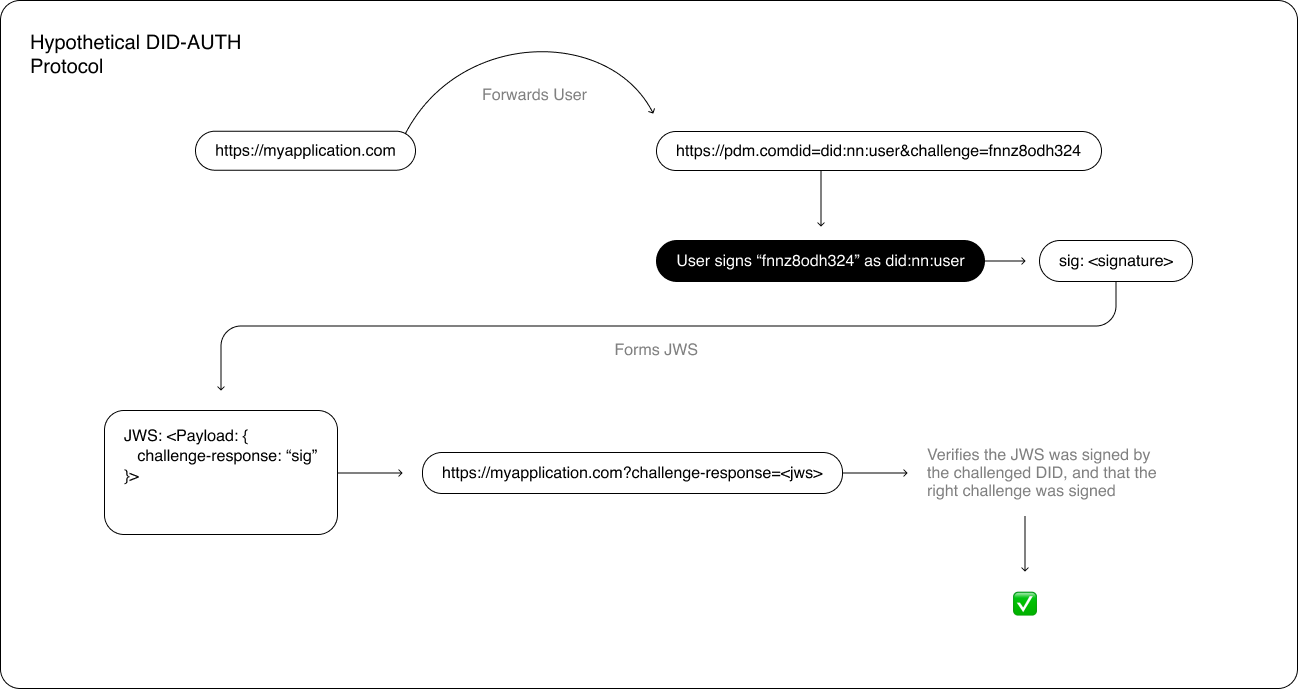 Hypothetical DID-AUTH
Protocol
Forwards User
https://myapplication.com
https://pdm.comdid=did:nn:user&challenge=fnnz8odh324
User signs “fnnz8odh324” as did:nn:user
sig: <signature>
Forms JWS
JWS: <Payload: {
challenge-response: “sig”
}>
https://myapplication.com?challenge-response=<jws>
Verifies the JWS was signed by
the challenged DID, and that the
right challenge was signed